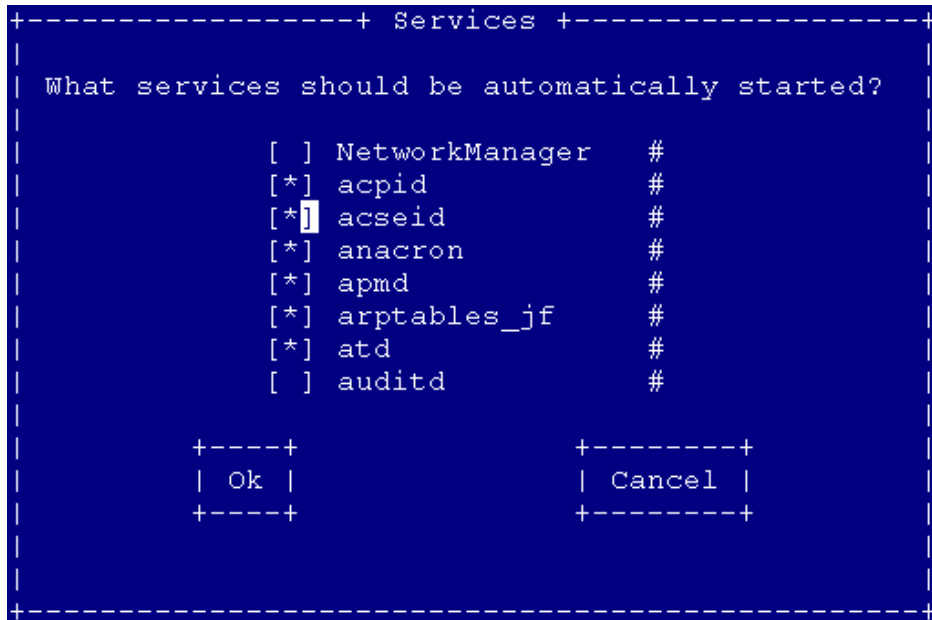 Services
What services should be automatically started?
[ ] NetworkManager #
[*] acpid #
[*] acseid #
[*] anacron #
[*] apmd #
[*] arptables_jf #
[*] atd #
[ ] auditd #
Ok Cancel